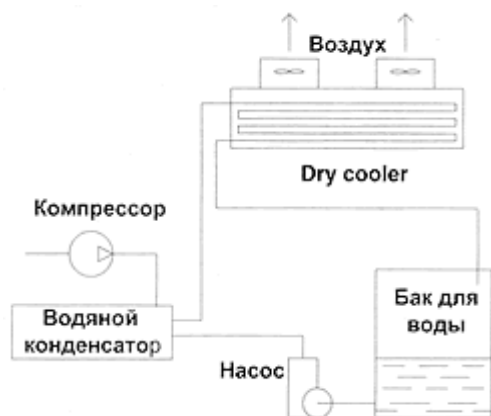 Воздух
Dry cooler
Компрессор
Водяной
конденсатор
Бак для
воды
Насос